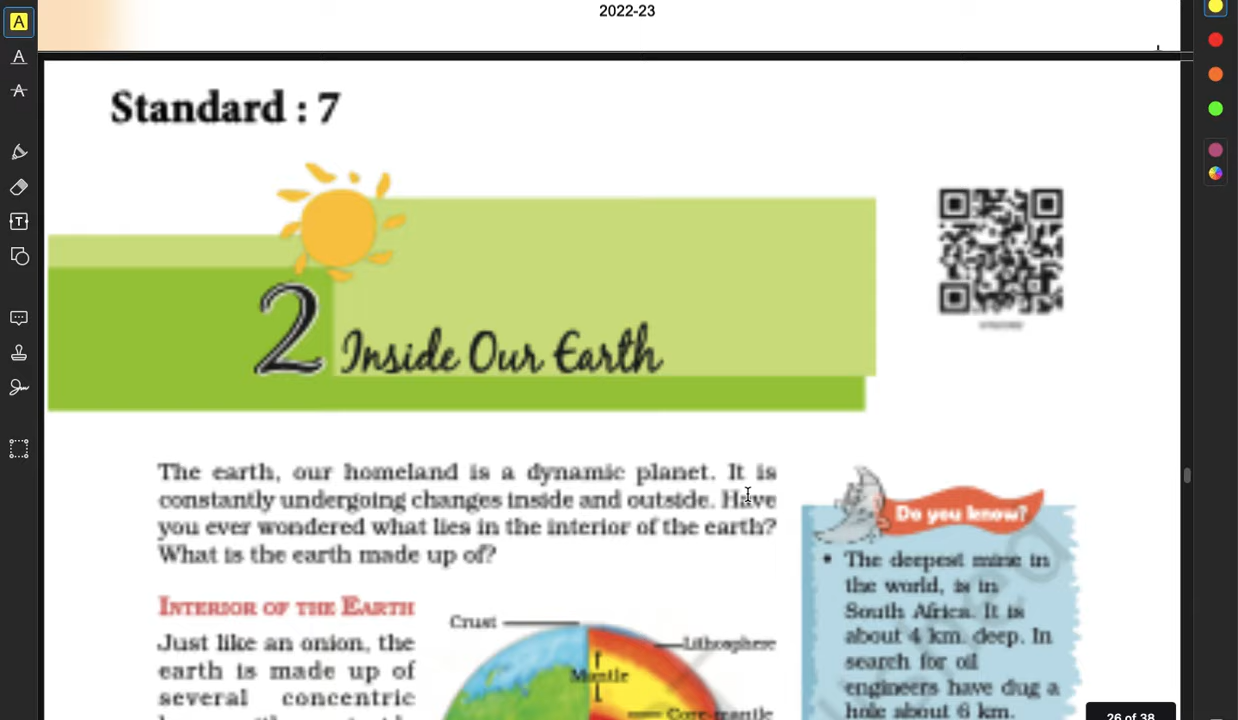 2022-23
Standard : 7
2 Inside Our Earth
The earth, our homeland is a dynamic planet. It is
constantly undergoing changes inside and outside. Have
you ever wondered what lies in the interior of the earth?
What is the earth made up of?
INTERIOR OF THE EARTH
Just like an onion, the
earth is made up of
several concentric
Crust
Lithosphere
Mantle
Core-mantle
Do you know?
• The deepest mine in
the world, is in
South Africa. It is
about 4 km. deep. In
search for oil
engineers have dug a
hole about 6 km.
26 of 38